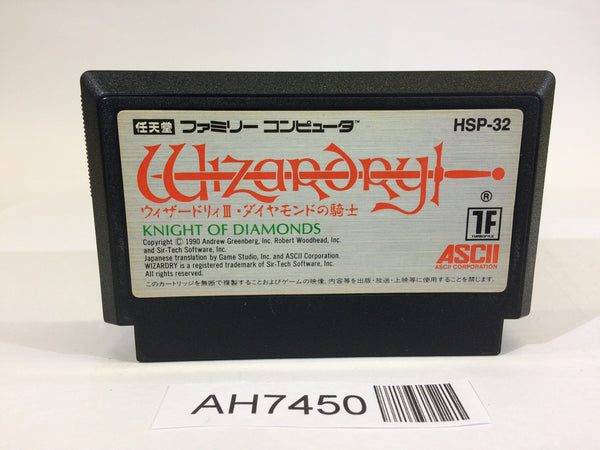 任天堂 ファミリー コンピュータ™ HSP-32
Wizardry
®
ウィザードリィⅢ・ダイヤモンドの騎士
KNIGHT OF DIAMONDS
Copyright © 1990 Andrew Greenberg, Inc. Robert Woodhead, Inc.
and Sir-Tech Software, Inc.
Japanese translation by Game Studio, Inc. and ASCII Corporation.
WIZARDRY is a registered trademark of Sir-Tech Software, Inc.
All rights reserved.
TF
TURBOFILE
ASCII
ASCII CORPORATION
このカートリッジを無断で複製することおよびゲームの映像、内容等を出版・放送・上映等に使用することを禁じます。
AH7450